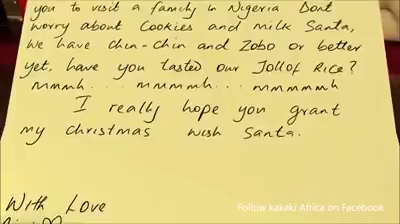 you to visit a family in Nigeria Dont
worry about Cookies and milk Santa,
We have Chin-Chin and Zobo or better
yet, have you tasted our Jollof Rice?
mmmh... mmmmh... mmmmmh
I really hope you grant
my christmas wish Santa.
With Love
Follow kakaki Africa on Facebook